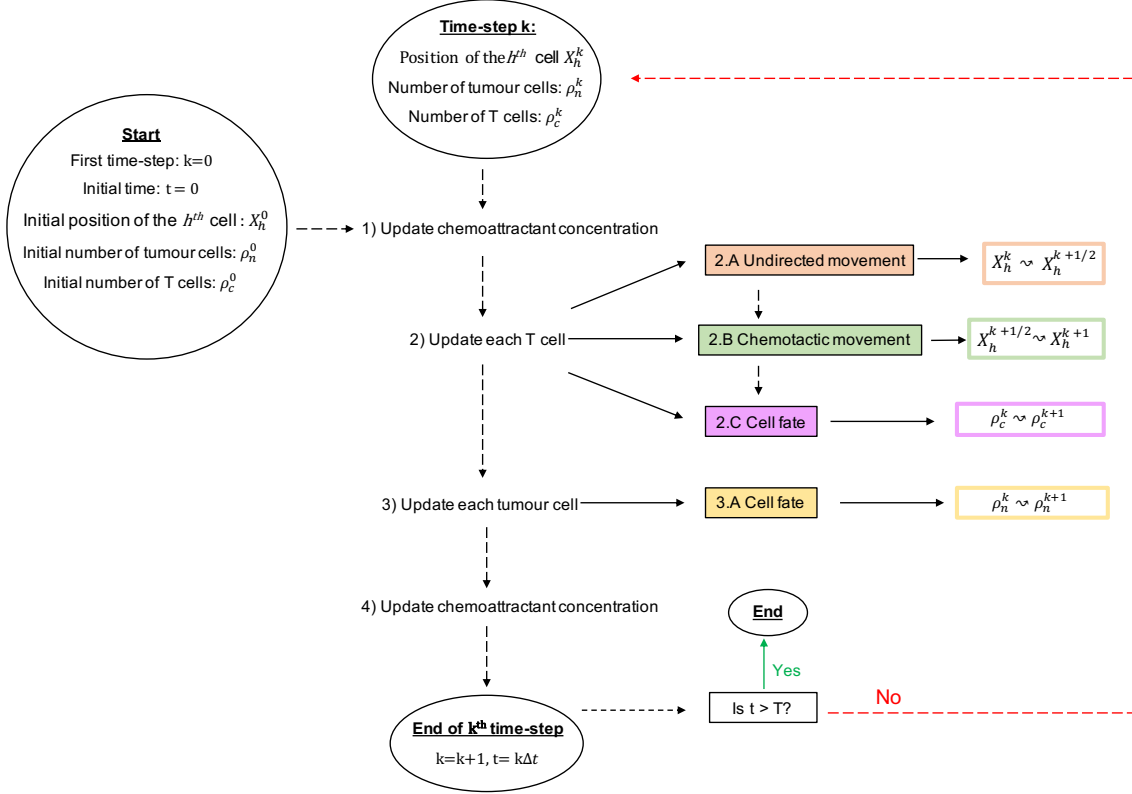 Time-step k:
Position of the h^th cell X_h^k
Number of tumour cells: ρ_n^k
Number of T cells: ρ_c^k
Start
First time-step: k=0
Initial time: t = 0
Initial position of the h^th cell : X_h^0
Initial number of tumour cells: ρ_n^0
Initial number of T cells: ρ_c^0
1) Update chemoattractant concentration
2.A Undirected movement
X_h^k ⤳ X_h^{k+1/2}
2) Update each T cell
2.B Chemotactic movement
X_h^{k+1/2} ⤳ X_h^{k+1}
2.C Cell fate
ρ_c^k ⤳ ρ_c^{k+1}
3) Update each tumour cell
3.A Cell fate
ρ_n^k ⤳ ρ_n^{k+1}
4) Update chemoattractant concentration
End
Yes
Is t > T?
No
End of k^th time-step
k=k+1, t= kΔt